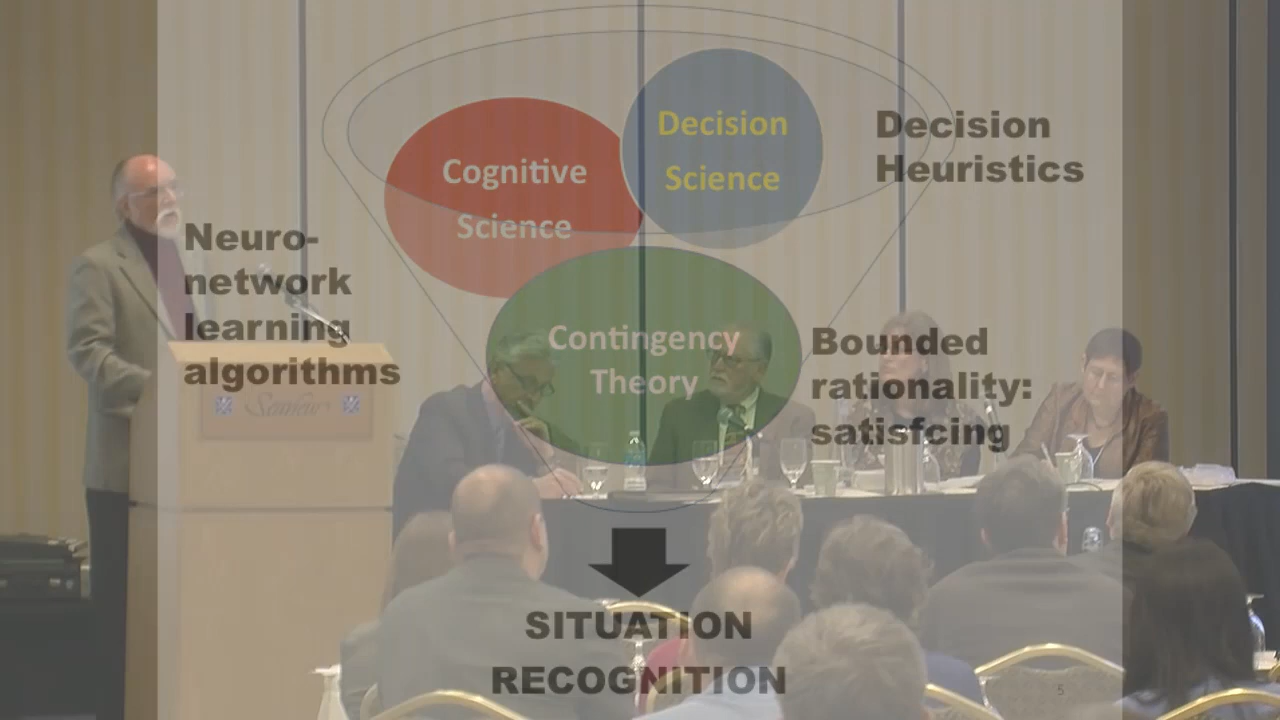 Decision
Science
Decision
Heuristics
Cognitive
Science
Neuro-
network
learning
algorithms
Contingency
Theory
Bounded
rationality:
satisfcing
SITUATION
RECOGNITION
5